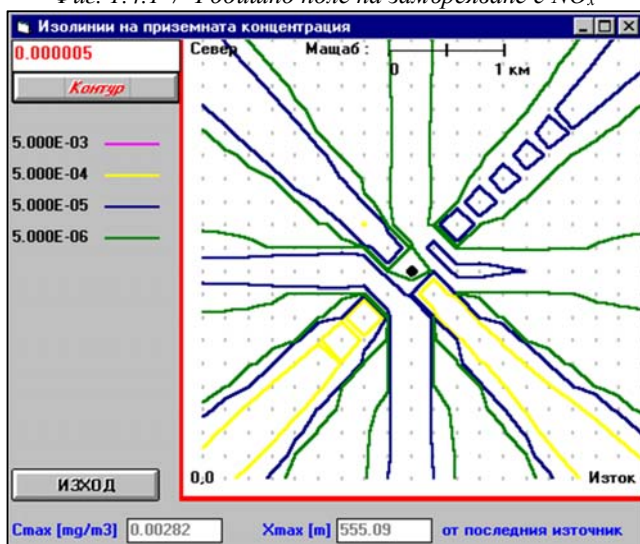 Фиг. 1.4.1-7 Годишно поле на замърсяване с NOx
Изолинии на приземната концентрация
0.000005
Север Мащаб :
0 1 км
Контур
5.000E-03
5.000E-04
5.000E-05
5.000E-06
ИЗХОД
0,0 Изток
Cmax [mg/m3] 0.00282 Xmax [m] 555.09 от последния източник